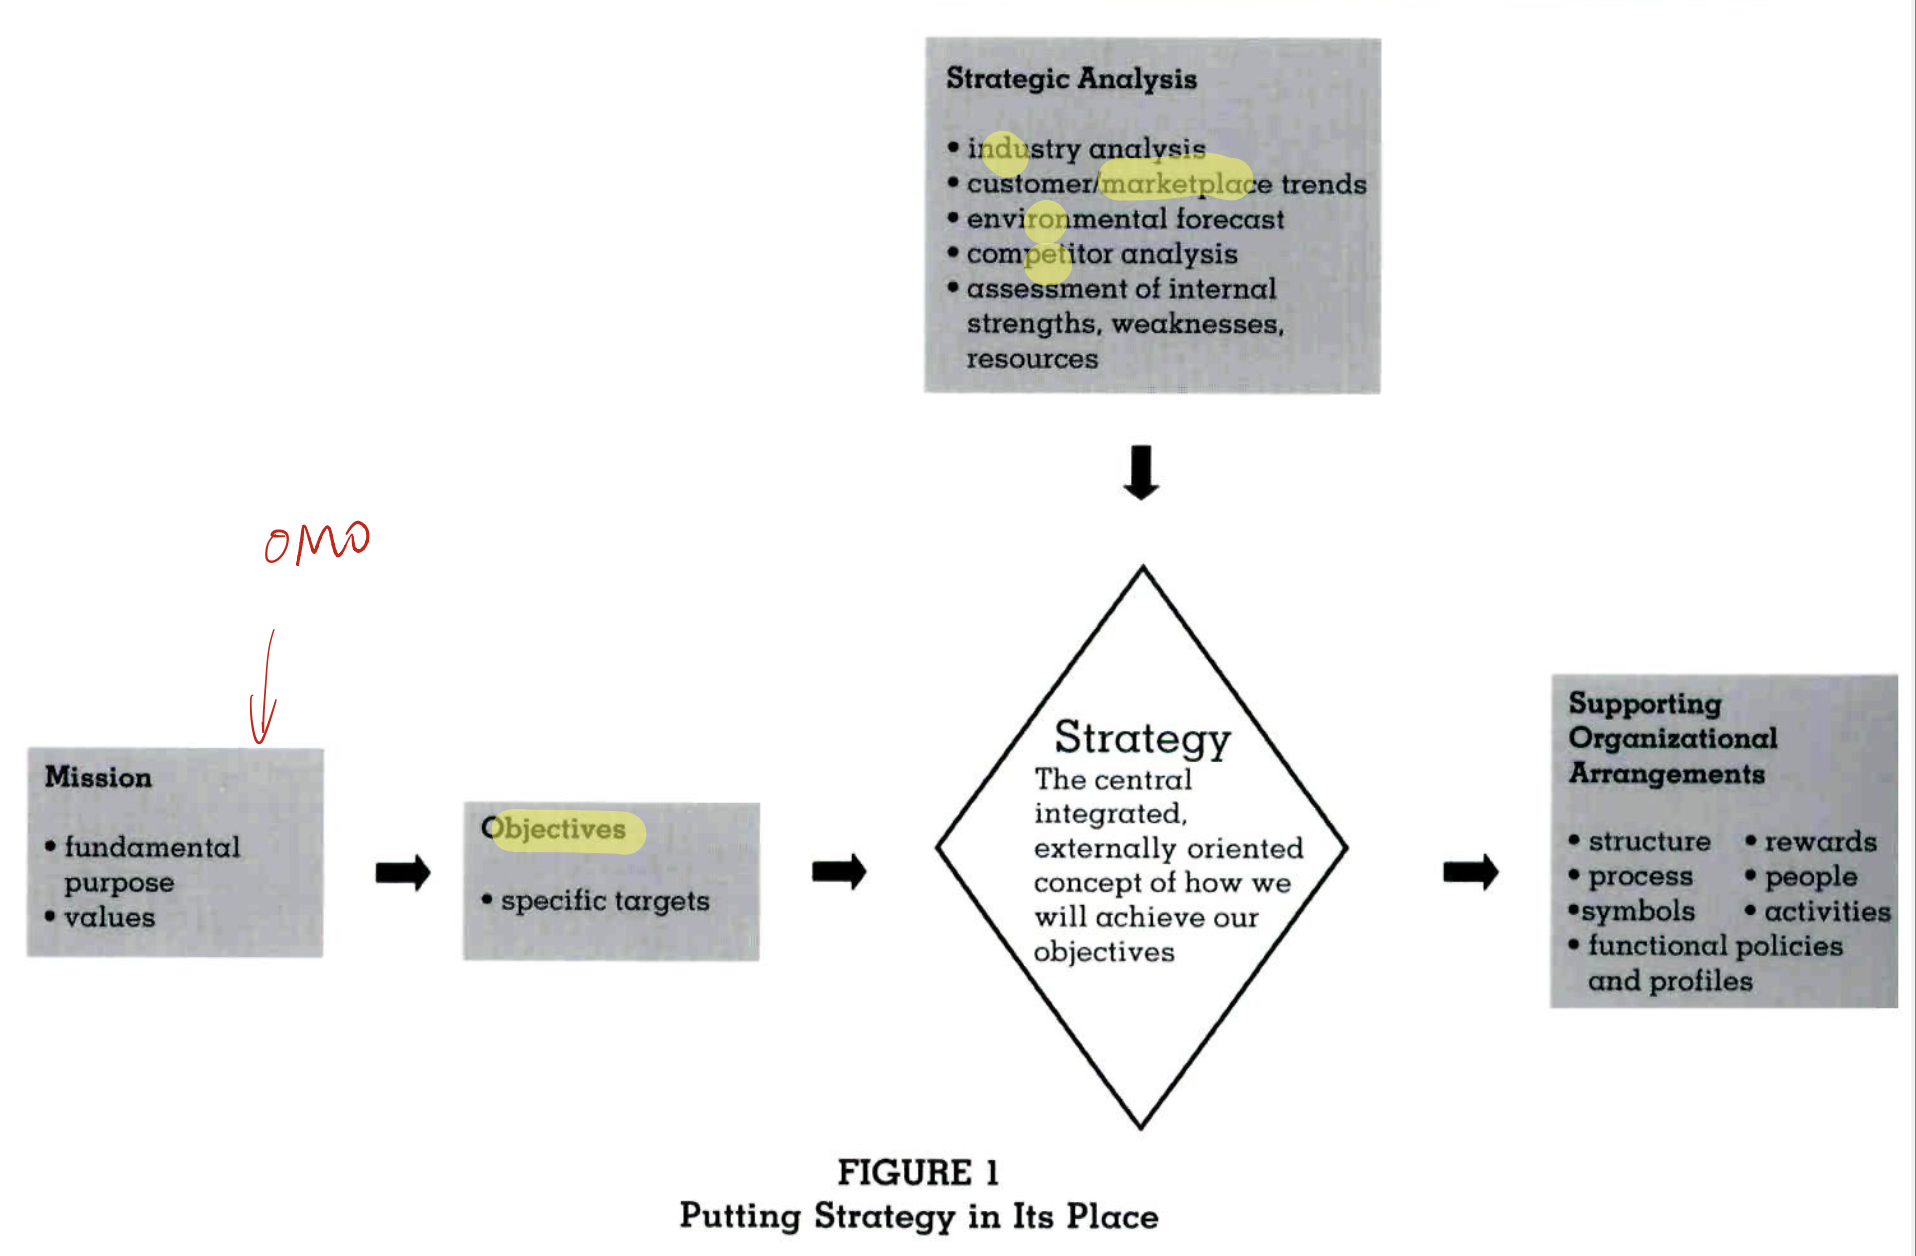 Strategic Analysis
• industry analysis
• customer/marketplace trends
• environmental forecast
• competitor analysis
• assessment of internal
strengths, weaknesses,
resources
OMO
Mission
• fundamental
purpose
• values
Objectives
• specific targets
Strategy
The central
integrated,
externally oriented
concept of how we
will achieve our
objectives
Supporting
Organizational
Arrangements
• structure • rewards
• process • people
•symbols • activities
• functional policies
and profiles
FIGURE 1
Putting Strategy in Its Place